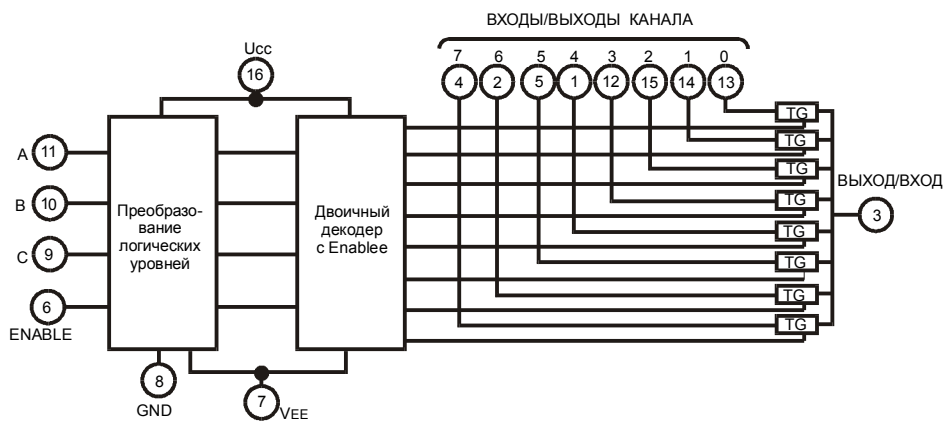 ВХОДЫ/ВЫХОДЫ КАНАЛА
7 6 5 4 3 2 1 0
4 2 5 1 12 15 14 13
Ucc
16
A 11
B 10
C 9
6
ENABLE
Преобразо-
вание
логических
уровней
Двоичный
декодер
с Enablee
TG
TG
TG
TG
TG
TG
TG
TG
ВЫХОД/ВХОД
3
8
GND
7
VEE